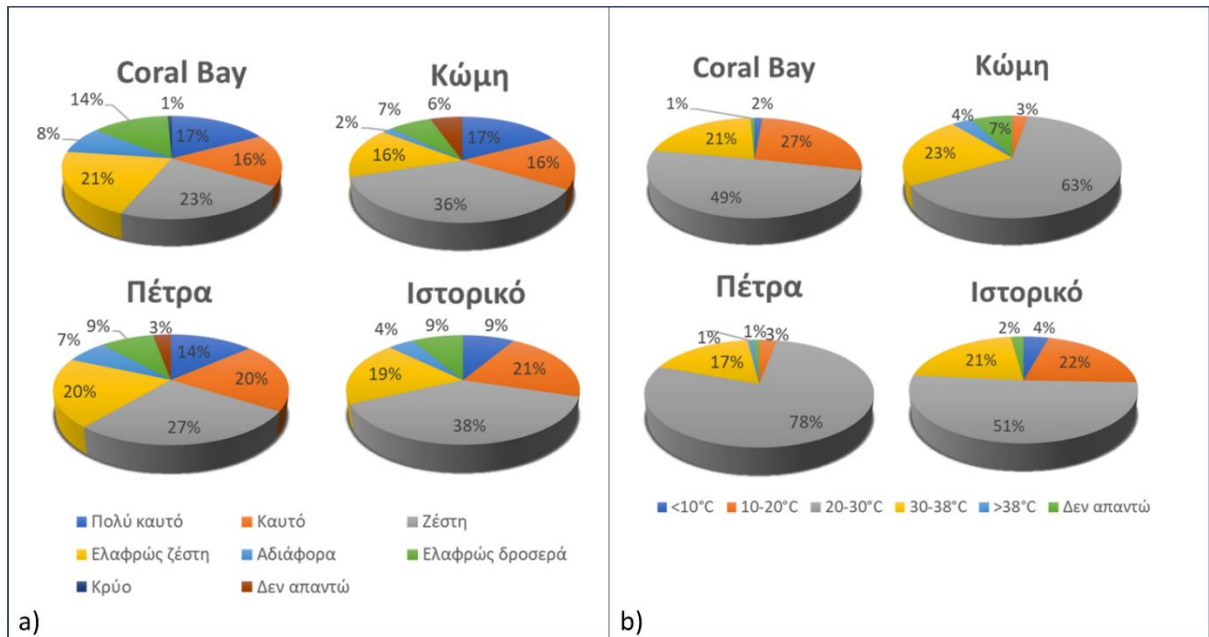 Coral Bay
14%
1%
8%
17%
16%
21%
23%
Κώμη
7%
6%
2%
17%
16%
16%
36%
Πέτρα
9%
3%
7%
14%
20%
20%
27%
Ιστορικό
4%
9%
9%
19%
21%
38%
Πολύ καυτό
Καυτό
Ζέστη
Ελαφρώς ζέστη
Αδιάφορα
Ελαφρώς δροσερά
Κρύο
Δεν απαντώ
a)
Coral Bay
1%
2%
21%
27%
49%
Κώμη
4%
3%
7%
23%
63%
Πέτρα
1%
1%
3%
17%
78%
Ιστορικό
2%
4%
21%
22%
51%
<10°C 10-20°C 20-30°C 30-38°C >38°C Δεν απαντώ
b)